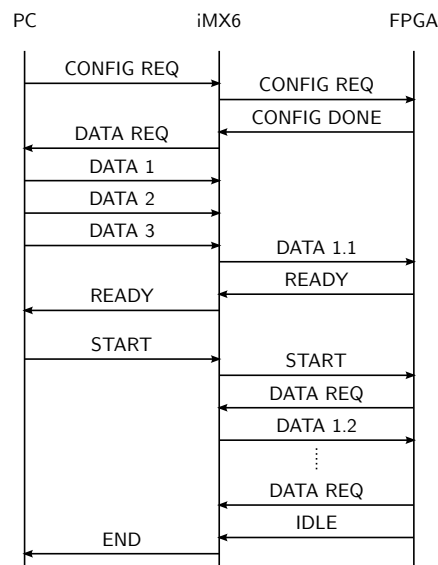 PC iMX6 FPGA
CONFIG REQ
CONFIG REQ
CONFIG DONE
DATA REQ
DATA 1
DATA 2
DATA 3
DATA 1.1
READY
READY
START
START
DATA REQ
DATA 1.2
DATA REQ
IDLE
END